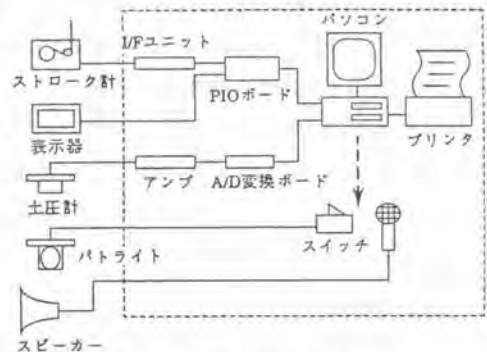 パソコン
I/Fユニット
ストローク計
PIOボード
プリンタ
表示器
アンプ
A/D変換ボード
土圧計
スイッチ
パトライト
スピーカー